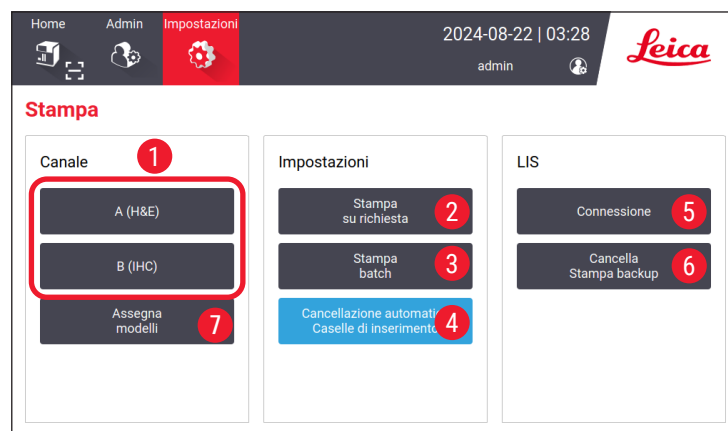 Home
Admin
Impostazioni
2024-08-22 | 03:28
admin
Leica
Stampa
Canale
1
A (H&E)
B (IHC)
Assegna
modelli
7
Impostazioni
Stampa
su richiesta
2
Stampa
batch
3
Cancellazione
Caselle di inserimento
4
LIS
Connessione
5
Cancella
Stampa backup
6